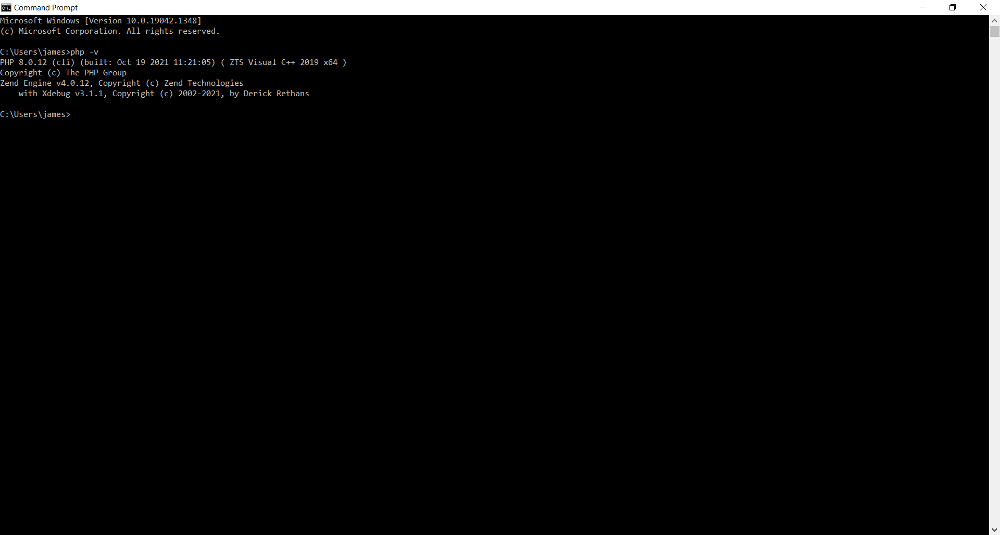 Command Prompt
Microsoft Windows [Version 10.0.19042.1348]
(c) Microsoft Corporation. All rights reserved.
C:\Users\james>php -v
PHP 8.0.12 (cli) (built: Oct 19 2021 11:21:05) ( ZTS Visual C++ 2019 x64 )
Copyright (c) The PHP Group
Zend Engine v4.0.12, Copyright (c) Zend Technologies
    with Xdebug v3.1.1, Copyright (c) 2002-2021, by Derick Rethans
C:\Users\james>